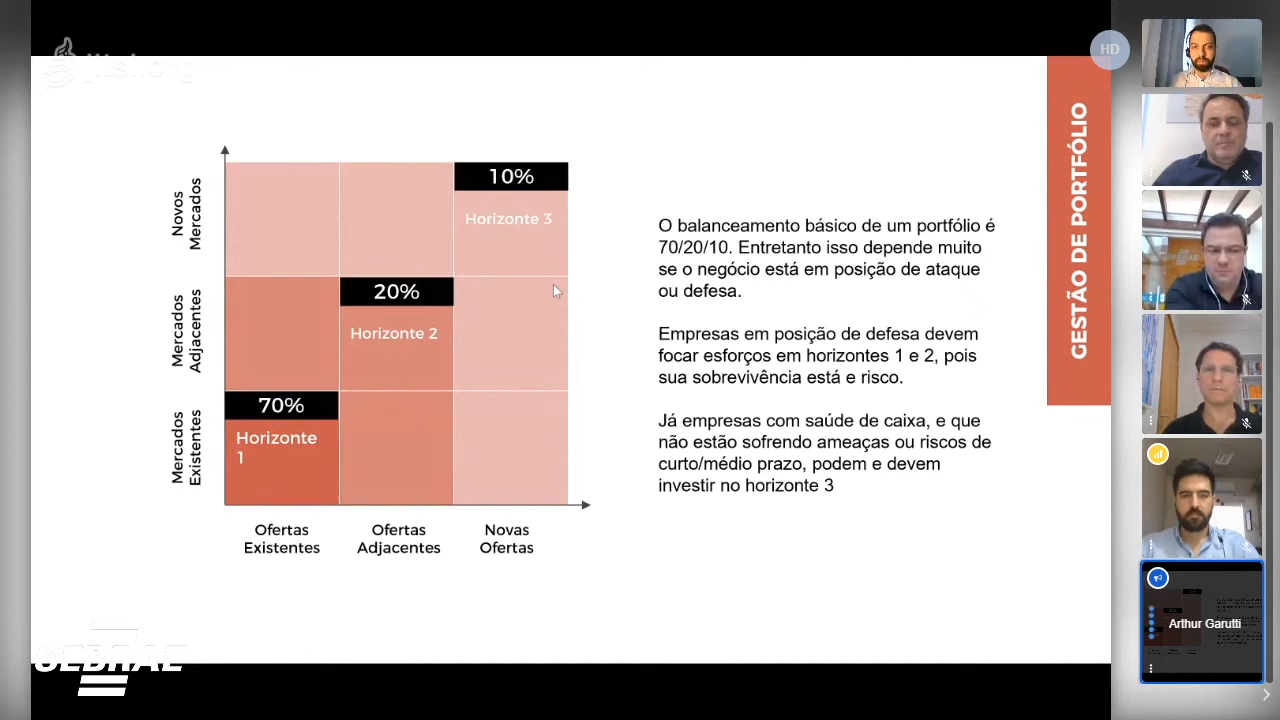 jitsi.org
HD
GESTÃO DE PORTFÓLIO
Novos
Mercados
Mercados
Adjacentes
Mercados
Existentes
10%
Horizonte 3
20%
Horizonte 2
70%
Horizonte
1
Ofertas
Existentes
Ofertas
Adjacentes
Novas
Ofertas
O balanceamento básico de um portfólio é
70/20/10. Entretanto isso depende muito
se o negócio está em posição de ataque
ou defesa.
Empresas em posição de defesa devem
focar esforços em horizontes 1 e 2, pois
sua sobrevivência está e risco.
Já empresas com saúde de caixa, e que
não estão sofrendo ameaças ou riscos de
curto/médio prazo, podem e devem
investir no horizonte 3
SEBRAE
Arthur Garutti